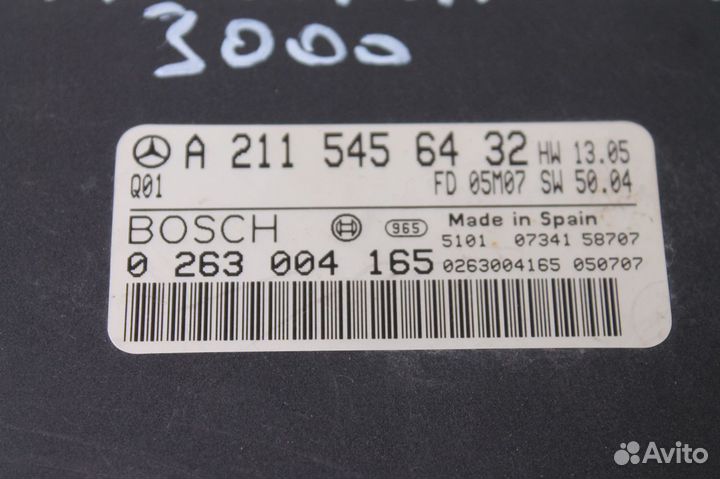 3000
A 211 545 64 32 HW 13.05
Q01 FD 05M07 SW 50.04
BOSCH 965 Made in Spain
5101 07341 58707
0 263 004 165 0263004165 050707
Avito